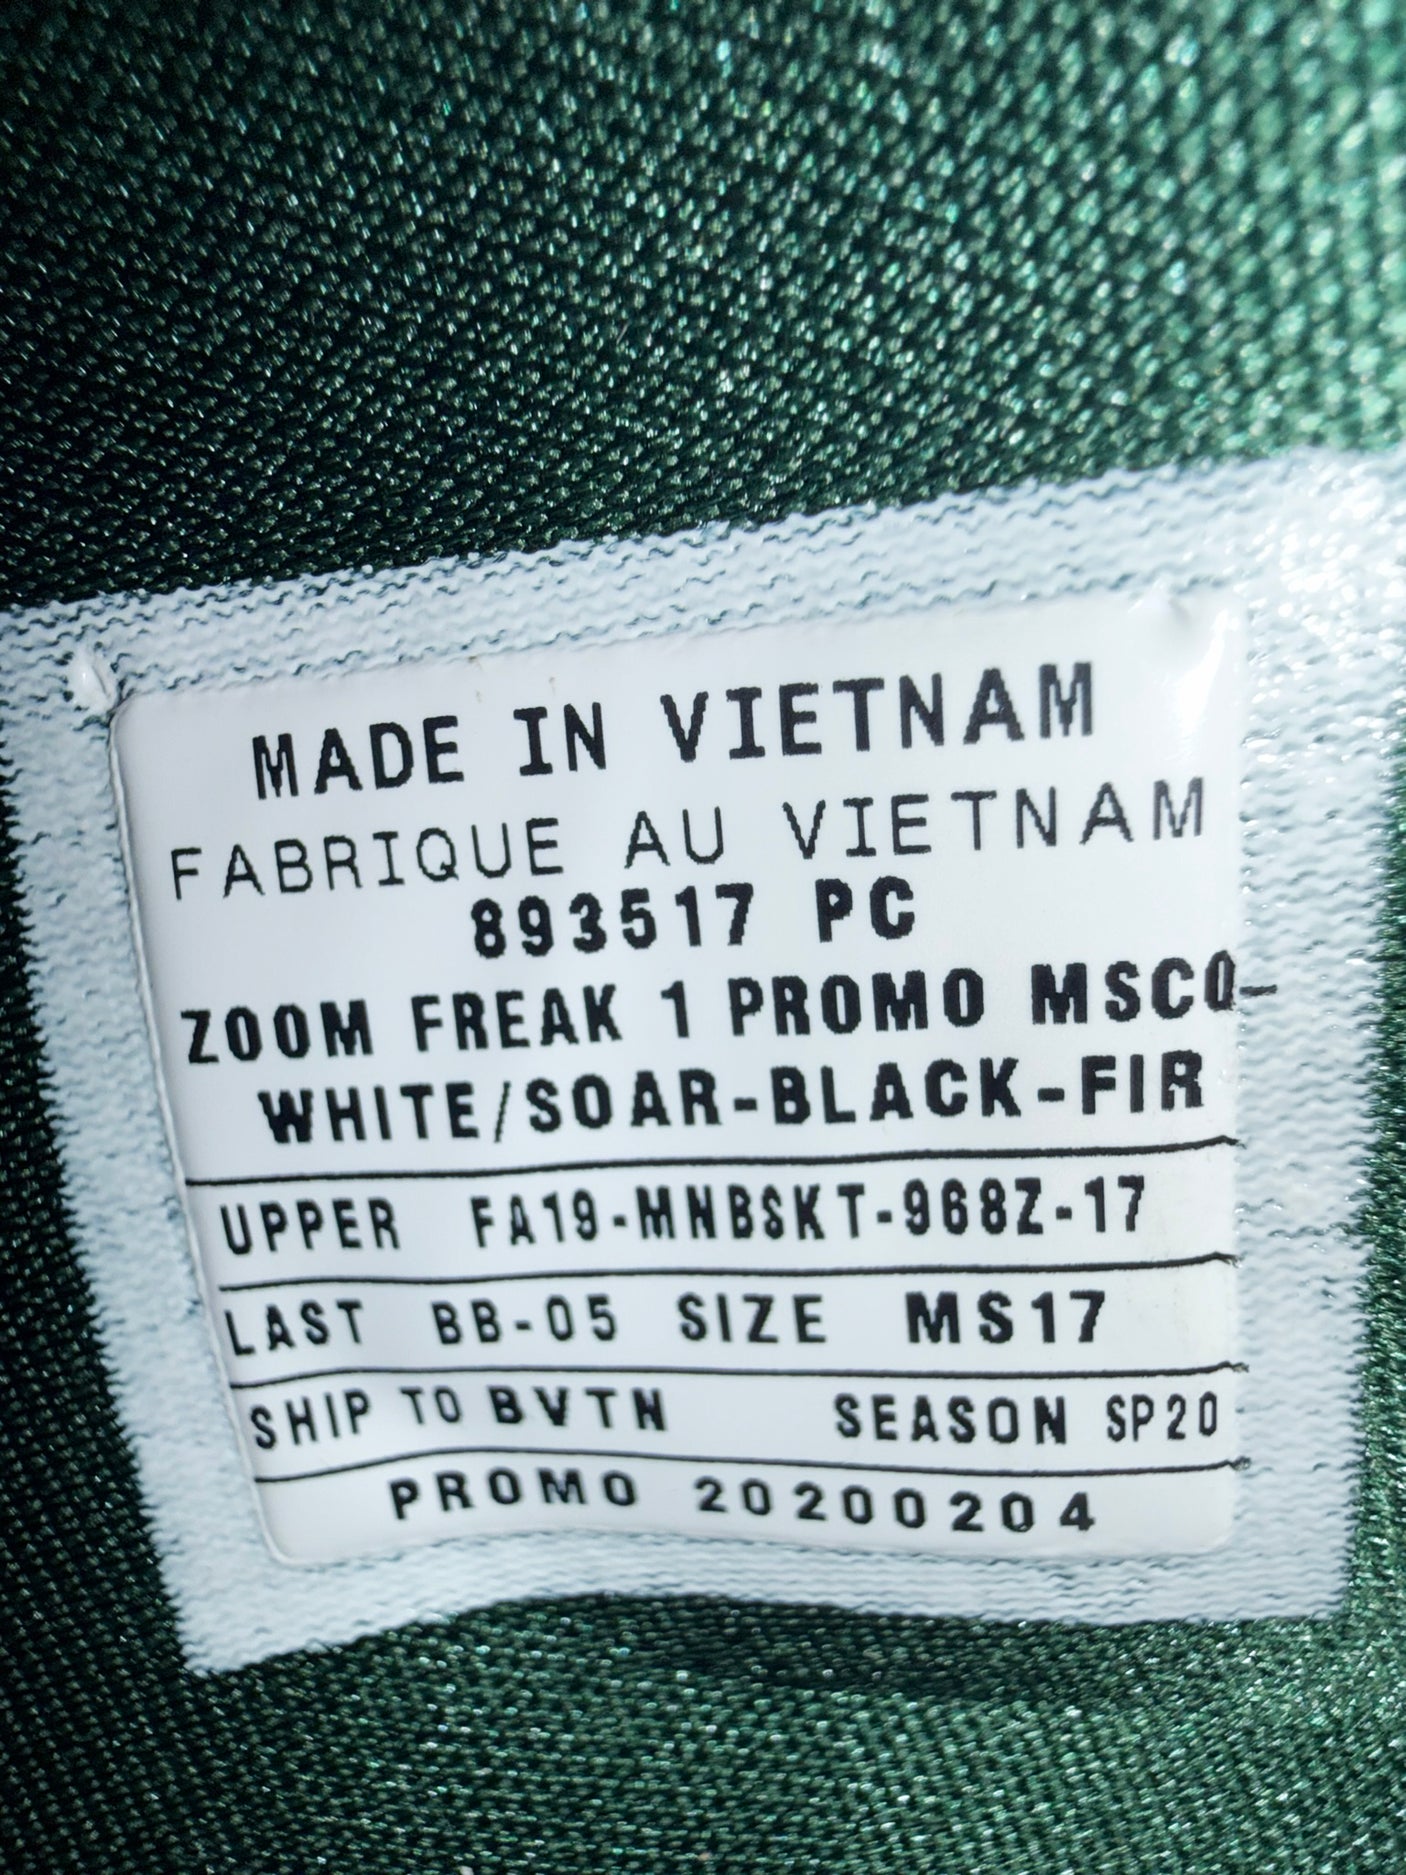 MADE IN VIETNAM
FABRIQUE AU VIETNAM
893517 PC
ZOOM FREAK 1 PROMO MSCO-
WHITE/SOAR-BLACK-FIR
UPPER FA19-MNBSKT-968Z-17
LAST BB-05 SIZE MS17
SHIP TO BVTN SEASON SP20
PROMO 20200204